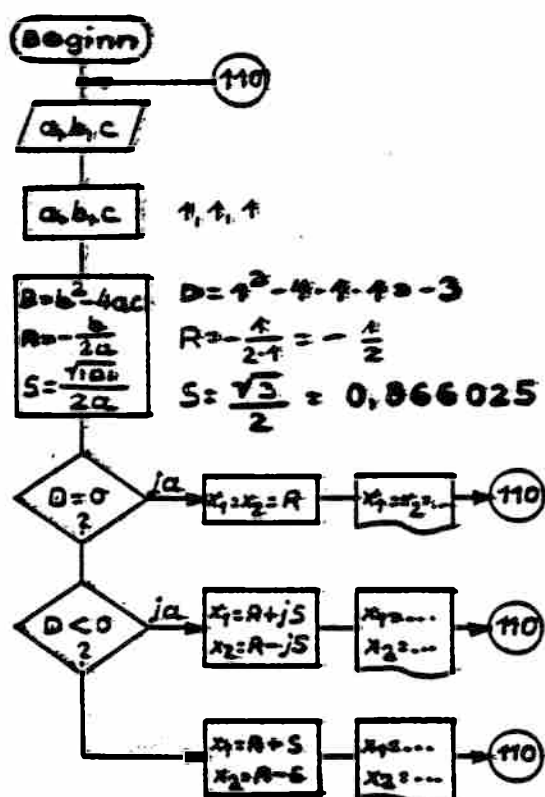 Beginn
110
a, b, c
a, b, c 1, 1, 1
D=b²-4ac D=1²-4·1·1=-3
R=-b/2a R=-1/2·1 = -1/2
S=√|D|/2a S=√3/2 = 0,866025
D=0 ? ja x₁=x₂=R x₁=x₂=... 110
D<0 ? ja x₁=R+jS x₁=... 110
x₂=R-jS x₂=...
x₁=R+S x₁=... 110
x₂=R-S x₂=...